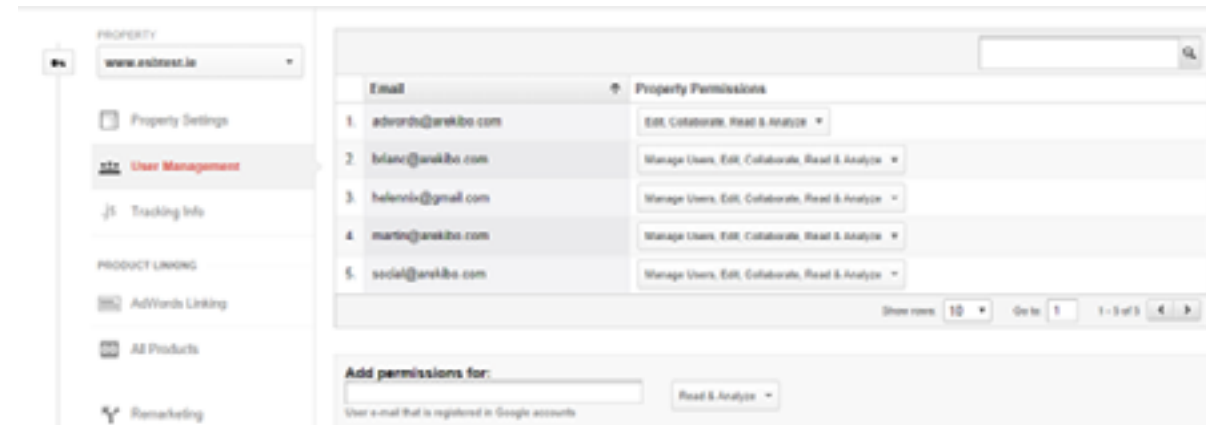 PROPERTY
Property Settings
User Management
Tracking Info
PRODUCT LINKING
AdWords Linking
All Products
Remarketing
Email Property Permissions
1. adwords@arekibo.com Edit, Collaborate, Read & Analyze
2. brianc@arekibo.com Manage Users, Edit, Collaborate, Read & Analyze
3. helennix@gmail.com Manage Users, Edit, Collaborate, Read & Analyze
4. martin@arekibo.com Manage Users, Edit, Collaborate, Read & Analyze
5. social@arekibo.com Manage Users, Edit, Collaborate, Read & Analyze
Show rows 10 Go to 1 1 - 5 of 5
Add permissions for:
Read & Analyze
User e-mail that is registered in Google accounts